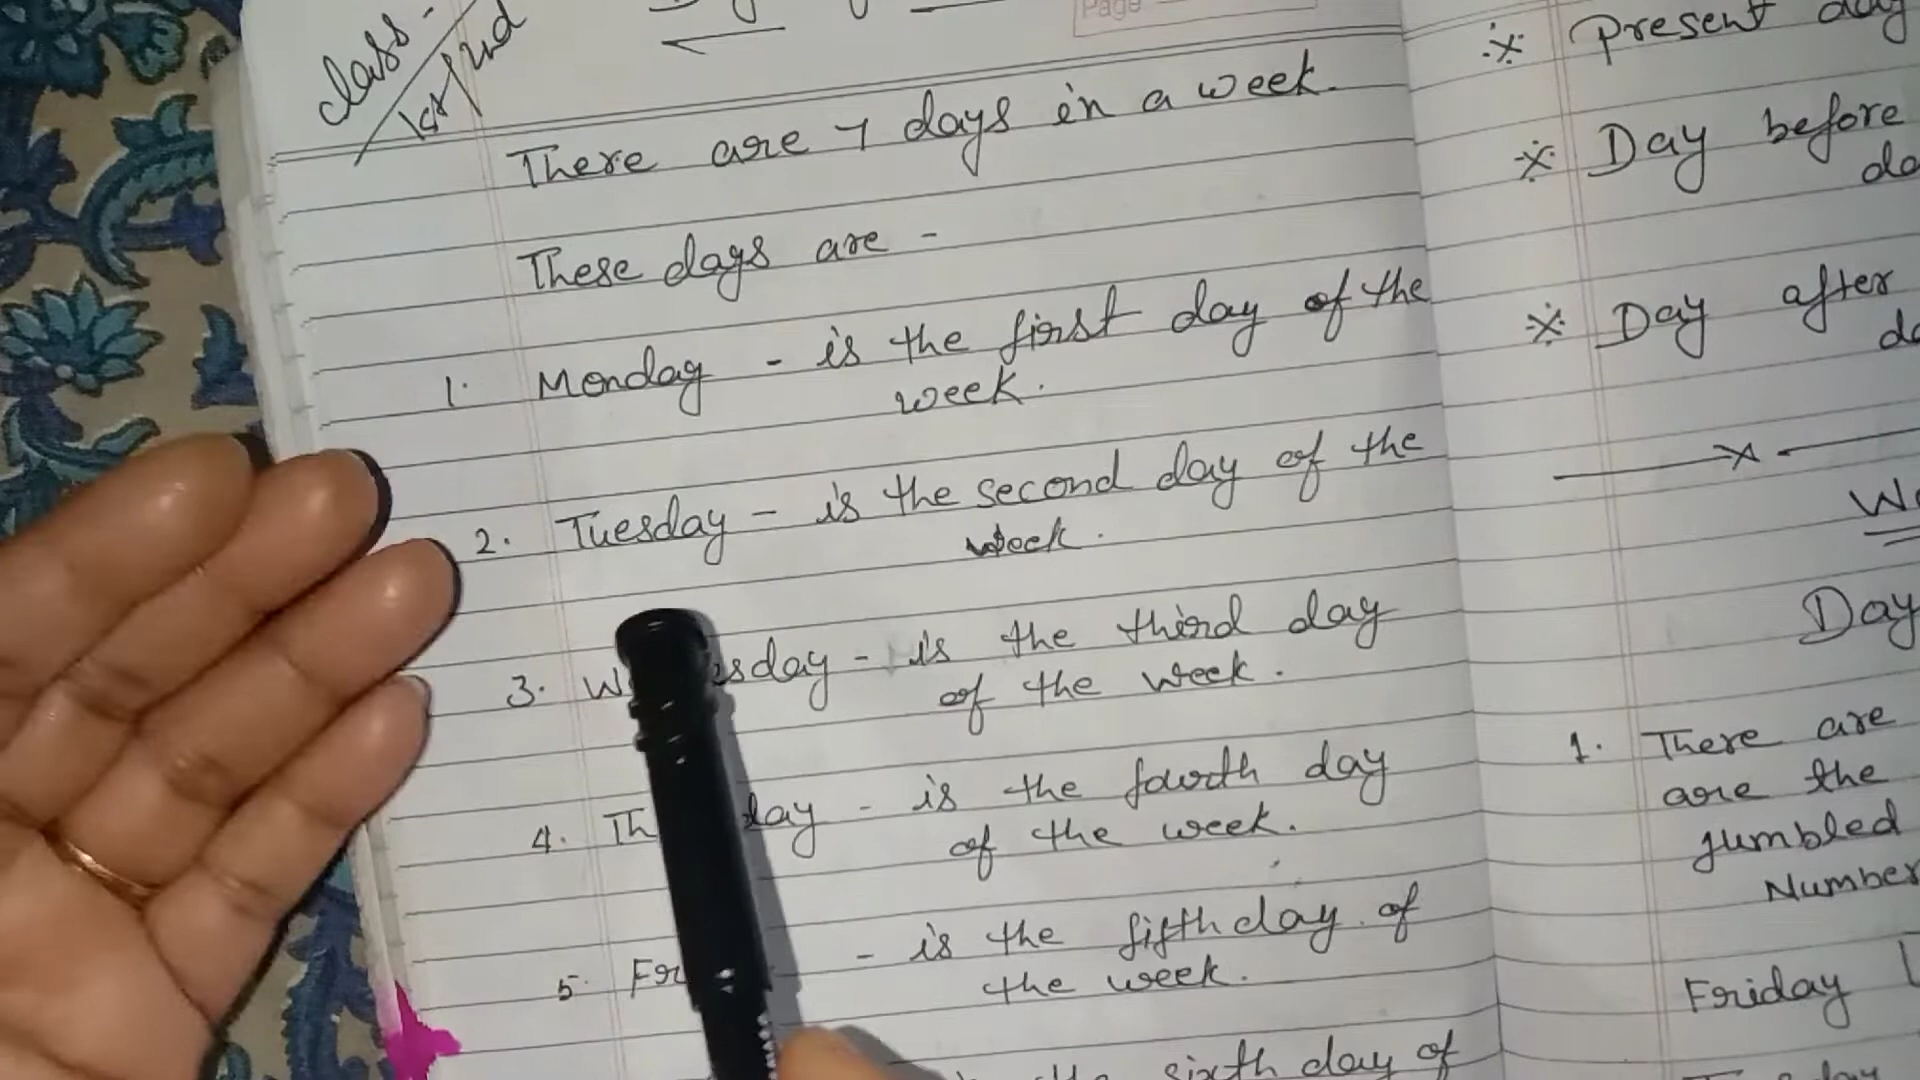 class-
1st/2nd
Page
There are 7 days in a week.
These days are -
1. Monday - is the first day of the
week.
2. Tuesday - is the second day of the
week.
3. - is the third day
of the week.
4. - is the fourth day
of the week.
5. - is the fifth day of
the week.
sixth day of
Present day
Day before
Day after
Day
1. There are
are the
jumbled
Number
Friday